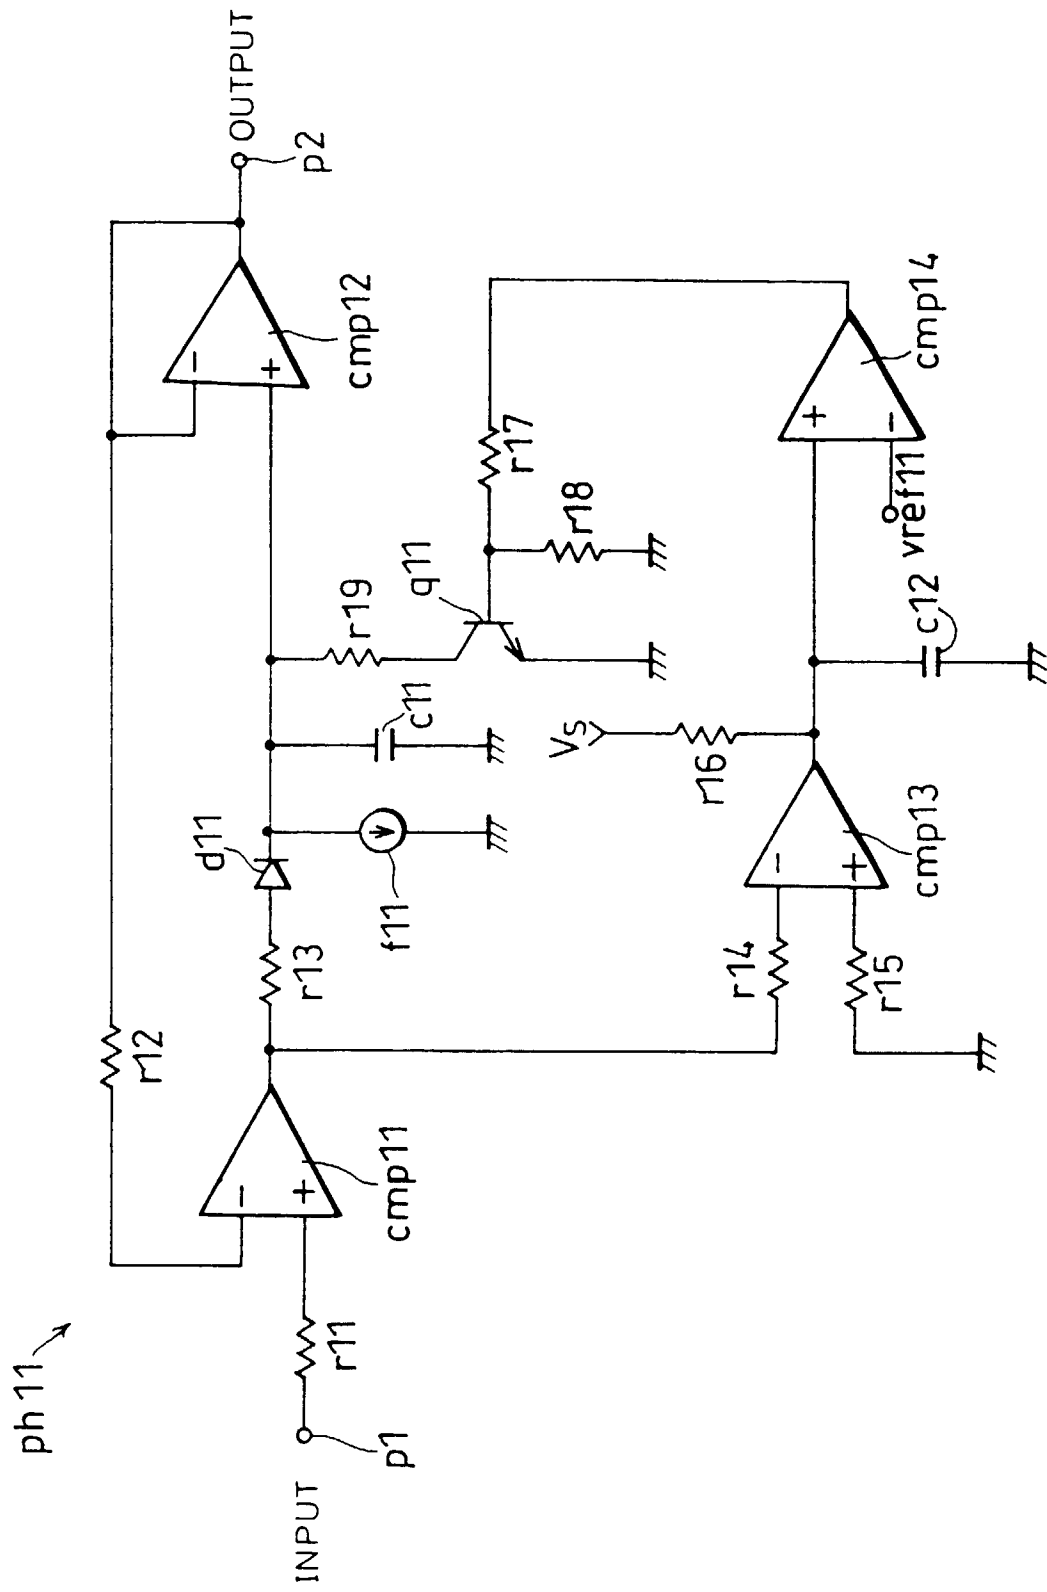 ph 11
INPUT
p1
r11
cmp11
r12
r13
d11
f11
c11
r19
q11
r17
r18
cmp12
OUTPUT
p2
r14
r15
cmp13
Vs
r16
c12
vref11
cmp14
-
+
-
+
-
+
+
-